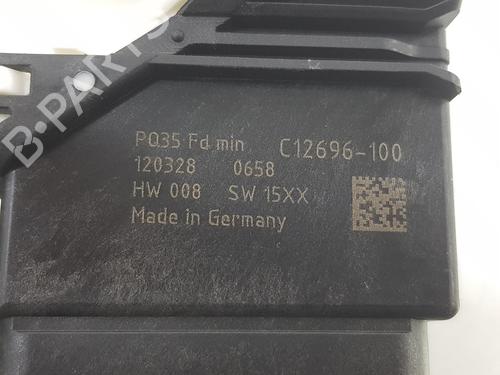 B-PARTS
PQ35 Fd min C12696-100
120328 0658
HW 008 SW 15XX
Made in Germany